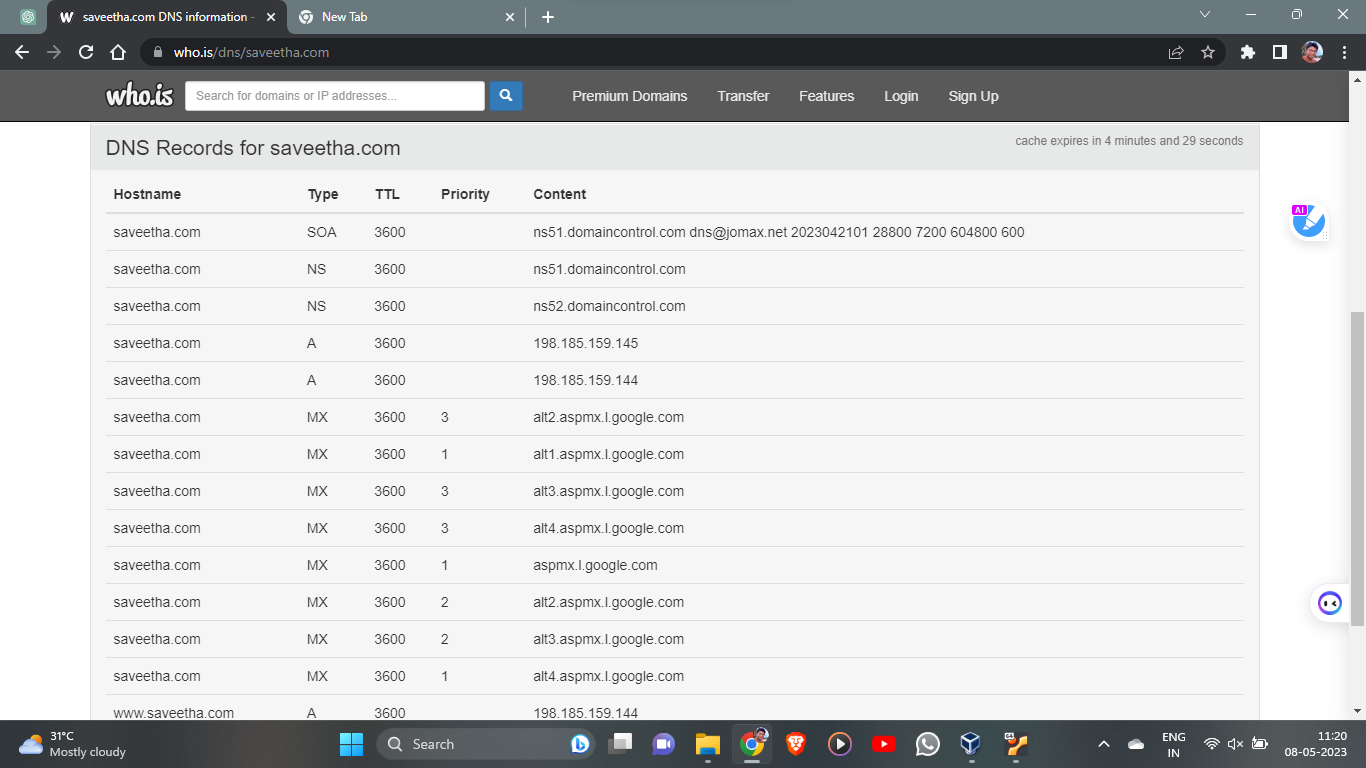 saveetha.com DNS information -
New Tab
who.is/dns/saveetha.com
who.is
Search for domains or IP addresses...
Premium Domains
Transfer
Features
Login
Sign Up
DNS Records for saveetha.com
cache expires in 4 minutes and 29 seconds
Hostname Type TTL Priority Content
saveetha.com SOA 3600 ns51.domaincontrol.com dns@jomax.net 2023042101 28800 7200 604800 600
saveetha.com NS 3600 ns51.domaincontrol.com
saveetha.com NS 3600 ns52.domaincontrol.com
saveetha.com A 3600 198.185.159.145
saveetha.com A 3600 198.185.159.144
saveetha.com MX 3600 3 alt2.aspmx.l.google.com
saveetha.com MX 3600 1 alt1.aspmx.l.google.com
saveetha.com MX 3600 3 alt3.aspmx.l.google.com
saveetha.com MX 3600 3 alt4.aspmx.l.google.com
saveetha.com MX 3600 1 aspmx.l.google.com
saveetha.com MX 3600 2 alt2.aspmx.l.google.com
saveetha.com MX 3600 2 alt3.aspmx.l.google.com
saveetha.com MX 3600 1 alt4.aspmx.l.google.com
www.saveetha.com A 3600 198.185.159.144
AI
31°C
Mostly cloudy
Search
ENG
IN
11:20
08-05-2023